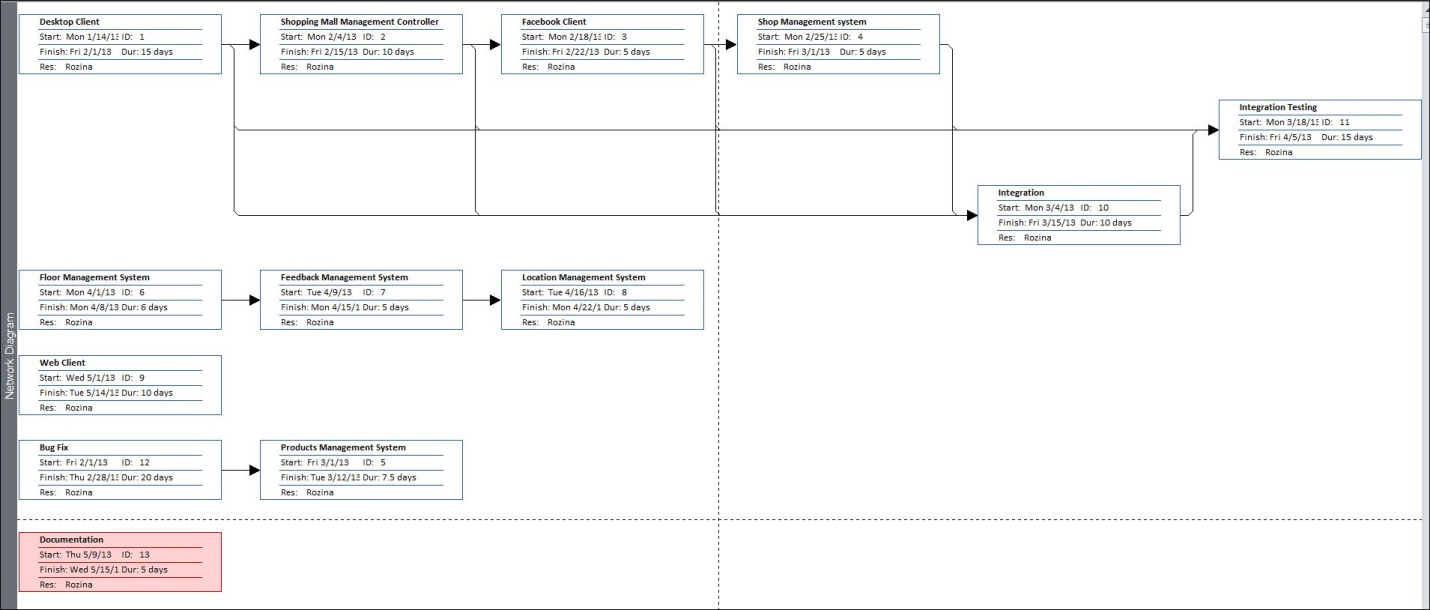 Desktop Client
Start: Mon 1/14/13 ID: 1
Finish: Fri 2/1/13 Dur: 15 days
Res: Rozina
Shopping Mall Management Controller
Start: Mon 2/4/13 ID: 2
Finish: Fri 2/15/13 Dur: 10 days
Res: Rozina
Facebook Client
Start: Mon 2/18/13 ID: 3
Finish: Fri 2/22/13 Dur: 5 days
Res: Rozina
Shop Management system
Start: Mon 2/25/13 ID: 4
Finish: Fri 3/1/13 Dur: 5 days
Res: Rozina
Integration Testing
Start: Mon 3/18/13 ID: 11
Finish: Fri 4/5/13 Dur: 15 days
Res: Rozina
Integration
Start: Mon 3/4/13 ID: 10
Finish: Fri 3/15/13 Dur: 10 days
Res: Rozina
Floor Management System
Start: Mon 4/1/13 ID: 6
Finish: Mon 4/8/13 Dur: 6 days
Res: Rozina
Feedback Management System
Start: Tue 4/9/13 ID: 7
Finish: Mon 4/15/1 Dur: 5 days
Res: Rozina
Location Management System
Start: Tue 4/16/13 ID: 8
Finish: Mon 4/22/1 Dur: 5 days
Res: Rozina
Network Diagram
Web Client
Start: Wed 5/1/13 ID: 9
Finish: Tue 5/14/13 Dur: 10 days
Res: Rozina
Bug Fix
Start: Fri 2/1/13 ID: 12
Finish: Thu 2/28/13 Dur: 20 days
Res: Rozina
Products Management System
Start: Fri 3/1/13 ID: 5
Finish: Tue 3/12/13 Dur: 7.5 days
Res: Rozina
Documentation
Start: Thu 5/9/13 ID: 13
Finish: Wed 5/15/1 Dur: 5 days
Res: Rozina